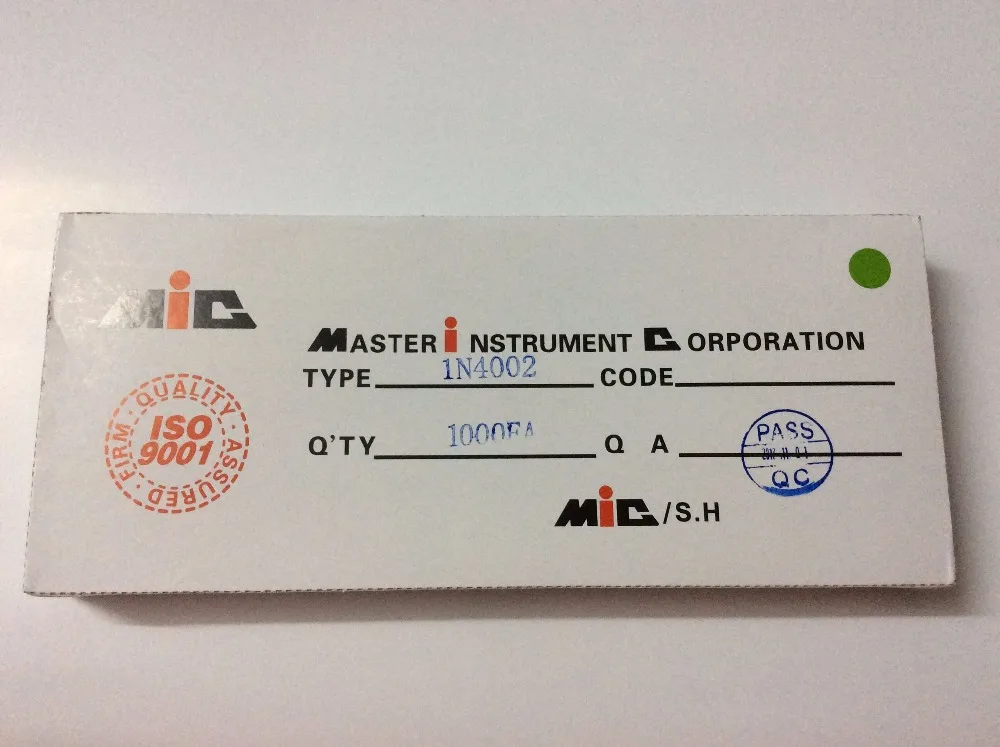 MiC
MASTER iNSTRUMENT CORPORATION
TYPE 1N4002 CODE
Q'TY 1000EA Q A
PASS
QC
FIRM · QUALITY · ASSURED ·
ISO
9001
MiC/S.H